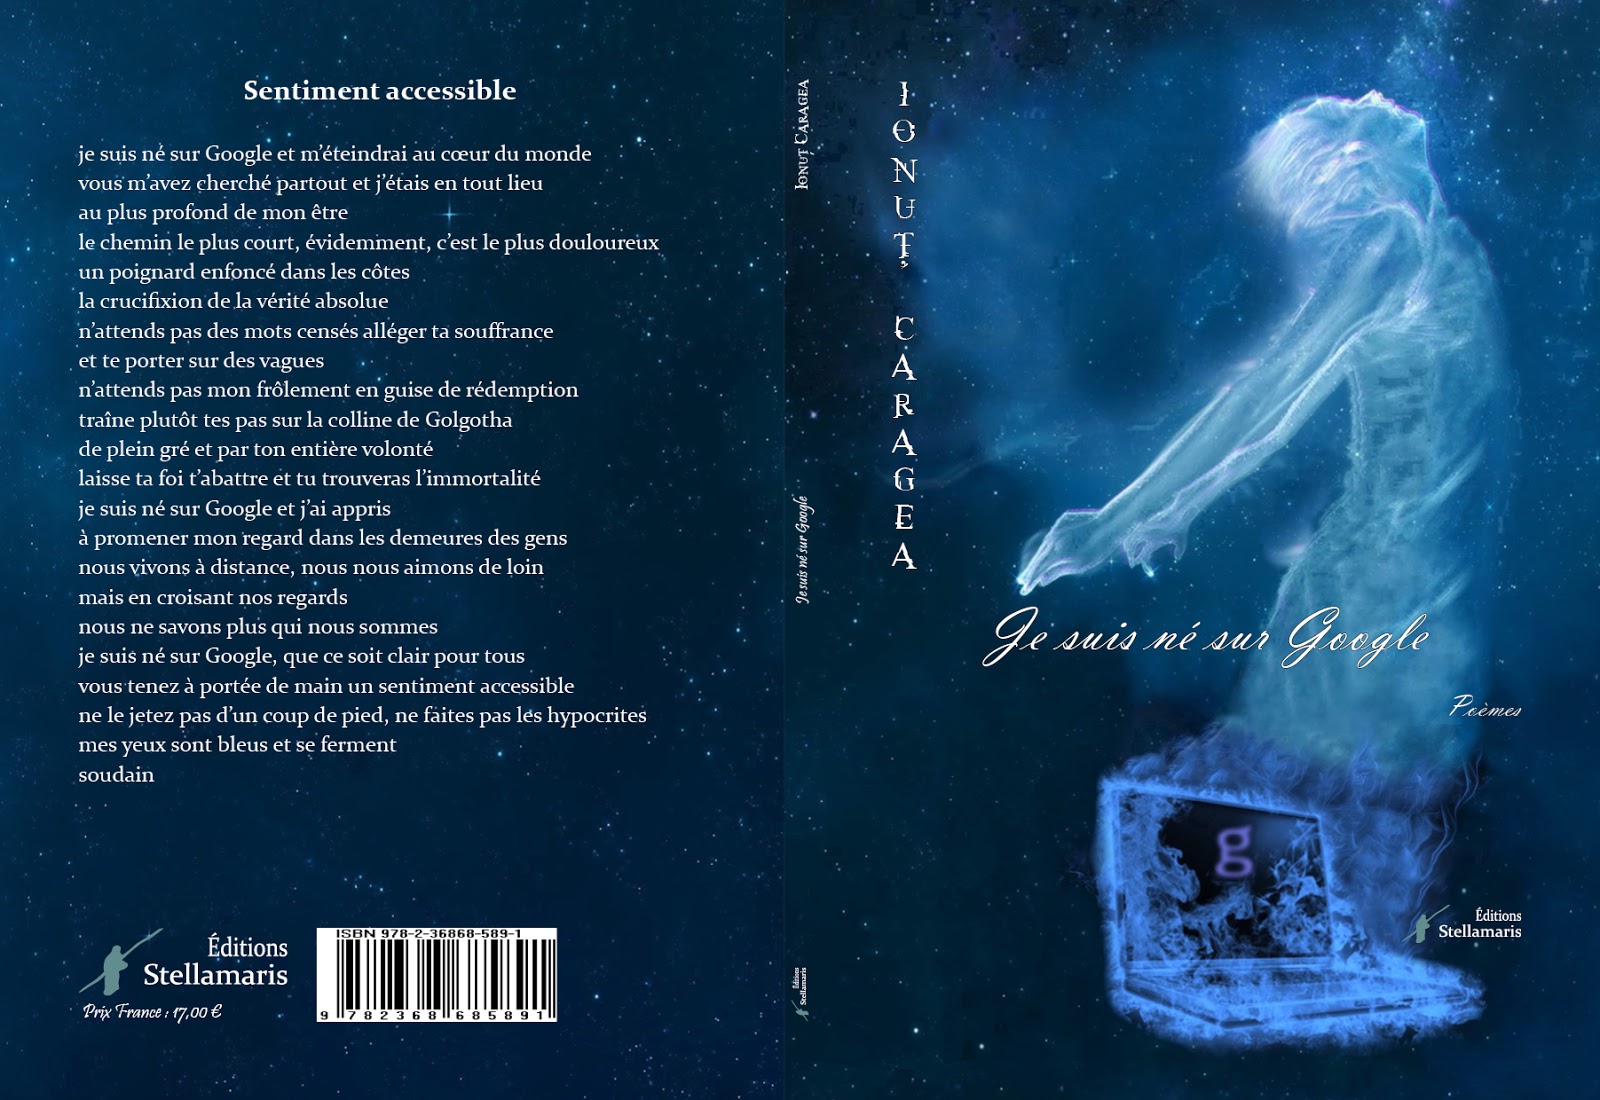 Sentiment accessible
je suis né sur Google et m’éteindrai au cœur du monde
vous m’avez cherché partout et j’étais en tout lieu
au plus profond de mon être
le chemin le plus court, évidemment, c’est le plus douloureux
un poignard enfoncé dans les côtes
la crucifixion de la vérité absolue
n’attends pas des mots censés alléger ta souffrance
et te porter sur des vagues
n’attends pas mon frôlement en guise de rédemption
traîne plutôt tes pas sur la colline de Golgotha
de plein gré et par ton entière volonté
laisse ta foi t’abattre et tu trouveras l’immortalité
je suis né sur Google et j’ai appris
à promener mon regard dans les demeures des gens
nous vivons à distance, nous nous aimons de loin
mais en croisant nos regards
nous ne savons plus qui nous sommes
je suis né sur Google, que ce soit clair pour tous
vous tenez à portée de main un sentiment accessible
ne le jetez pas d’un coup de pied, ne faites pas les hypocrites
mes yeux sont bleus et se ferment
soudain
Éditions
Stellamaris
Prix France : 17,00 €
ISBN 978-2-36868-589-1
9 782368 685891
Ionuț Caragea
Je suis né sur Google
Éditions
Stellamaris
IONUȚ CARAGEA
Je suis né sur Google
Poèmes
g
Éditions
Stellamaris